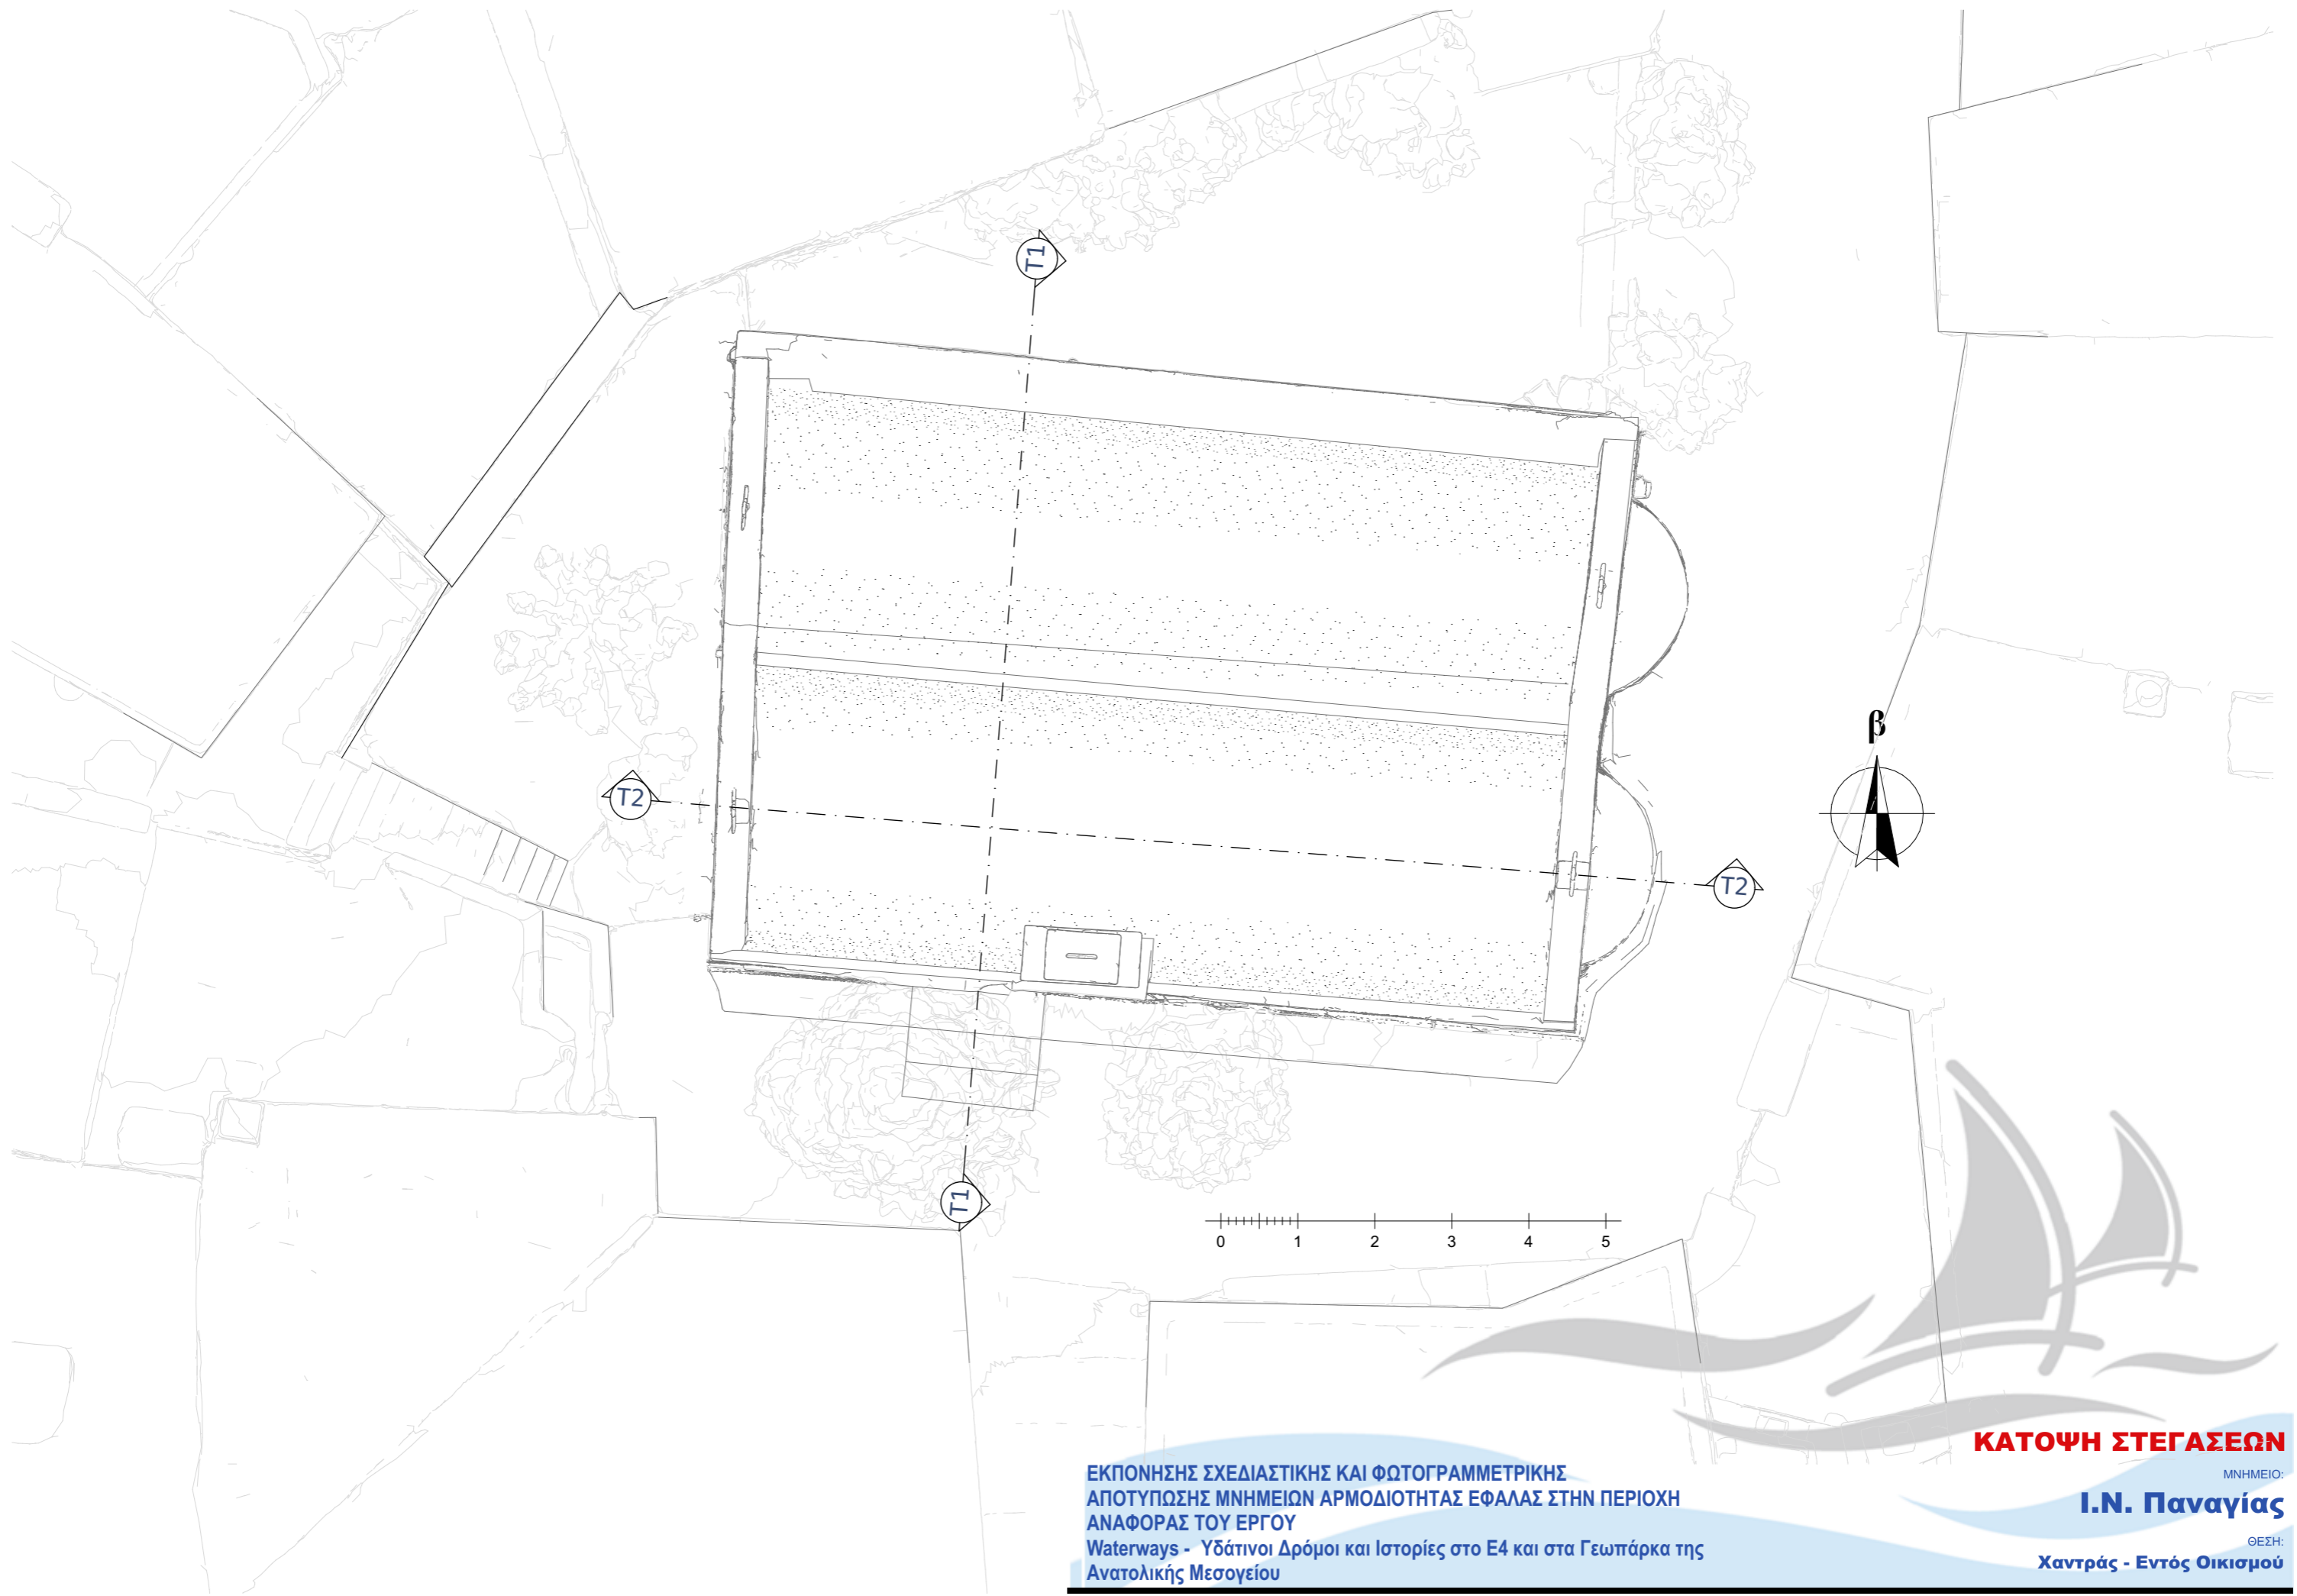 T1
β
T2
T2
T1
0 1 2 3 4 5
ΚΑΤΟΨΗ ΣΤΕΓΑΣΕΩΝ
ΜΝΗΜΕΙΟ:
Ι.Ν. Παναγίας
ΘΕΣΗ:
Χαντράς - Εντός Οικισμού
ΕΚΠΟΝΗΣΗΣ ΣΧΕΔΙΑΣΤΙΚΗΣ ΚΑΙ ΦΩΤΟΓΡΑΜΜΕΤΡΙΚΗΣ
ΑΠΟΤΥΠΩΣΗΣ ΜΝΗΜΕΙΩΝ ΑΡΜΟΔΙΟΤΗΤΑΣ ΕΦΑΛΑΣ ΣΤΗΝ ΠΕΡΙΟΧΗ
ΑΝΑΦΟΡΑΣ ΤΟΥ ΕΡΓΟΥ
Waterways - Υδάτινοι Δρόμοι και Ιστορίες στο Ε4 και στα Γεωπάρκα της
Ανατολικής Μεσογείου